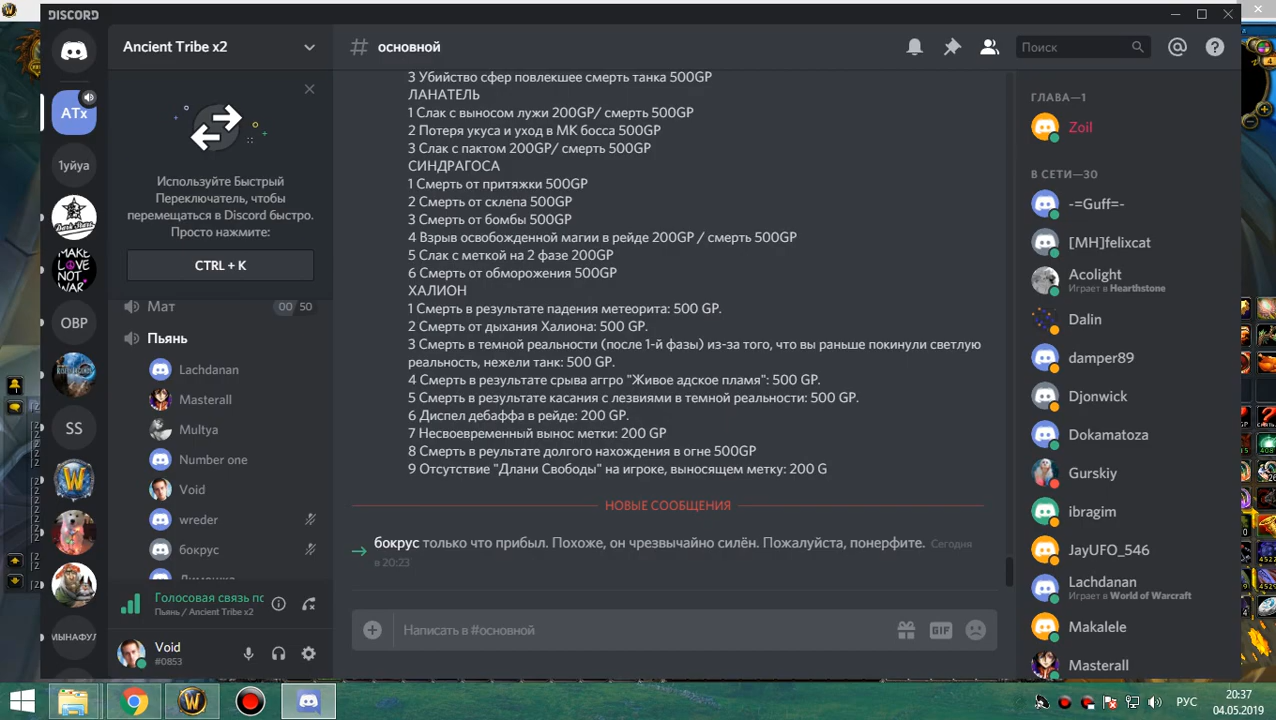 DISCORD
Ancient Tribe x2
основной
Поиск
ATx
1уйуа
MAKE
LOVE
NOT
WAR
ОВР
SS
МЫНАФУЛ
Используйте Быстрый
Переключатель, чтобы
перемещаться в Discord быстро.
Просто нажмите:
CTRL + K
Мат
00 50
Пьянь
Lachdanan
Masterall
Multya
Number one
Void
wreder
бокрус
Голосовая связь по
Пьянь / Ancient Tribe x2
Void
#0853
3 Убийство сфер повлекшее смерть танка 500GP
ЛАНАТЕЛЬ
1 Слак с выносом лужи 200GP/ смерть 500GP
2 Потеря укуса и уход в МК босса 500GP
3 Слак с пактом 200GP/ смерть 500GP
СИНДРАГОСА
1 Смерть от притяжки 500GP
2 Смерть от склепа 500GP
3 Смерть от бомбы 500GP
4 Взрыв освобожденной магии в рейде 200GP / смерть 500GP
5 Слак с меткой на 2 фазе 200GP
6 Смерть от обморожения 500GP
ХАЛИОН
1 Смерть в результате падения метеорита: 500 GP.
2 Смерть от дыхания Халиона: 500 GP.
3 Смерть в темной реальности (после 1-й фазы) из-за того, что вы раньше покинули светлую
реальность, нежели танк: 500 GP.
4 Смерть в результате срыва аггро "Живое адское пламя": 500 GP.
5 Смерть в результате касания с лезвиями в темной реальности: 500 GP.
6 Диспел дебаффа в рейде: 200 GP.
7 Несвоевременный вынос метки: 200 GP
8 Смерть в реультате долгого нахождения в огне 500GP
9 Отсутствие "Длани Свободы" на игроке, выносящем метку: 200 G
НОВЫЕ СООБЩЕНИЯ
бокрус только что прибыл. Похоже, он чрезвычайно силён. Пожалуйста, понерфите. Сегодня
в 20:23
Написать в #основной
GIF
ГЛАВА—1
Zoil
В СЕТИ—30
-=Guff=-
[MH]felixcat
Acolight
Играет в Hearthstone
Dalin
damper89
Djonwick
Dokamatoza
Gurskiy
ibragim
JayUFO_546
Lachdanan
Играет в World of Warcraft
Makalele
Masterall
РУС
20:37
04.05.2019